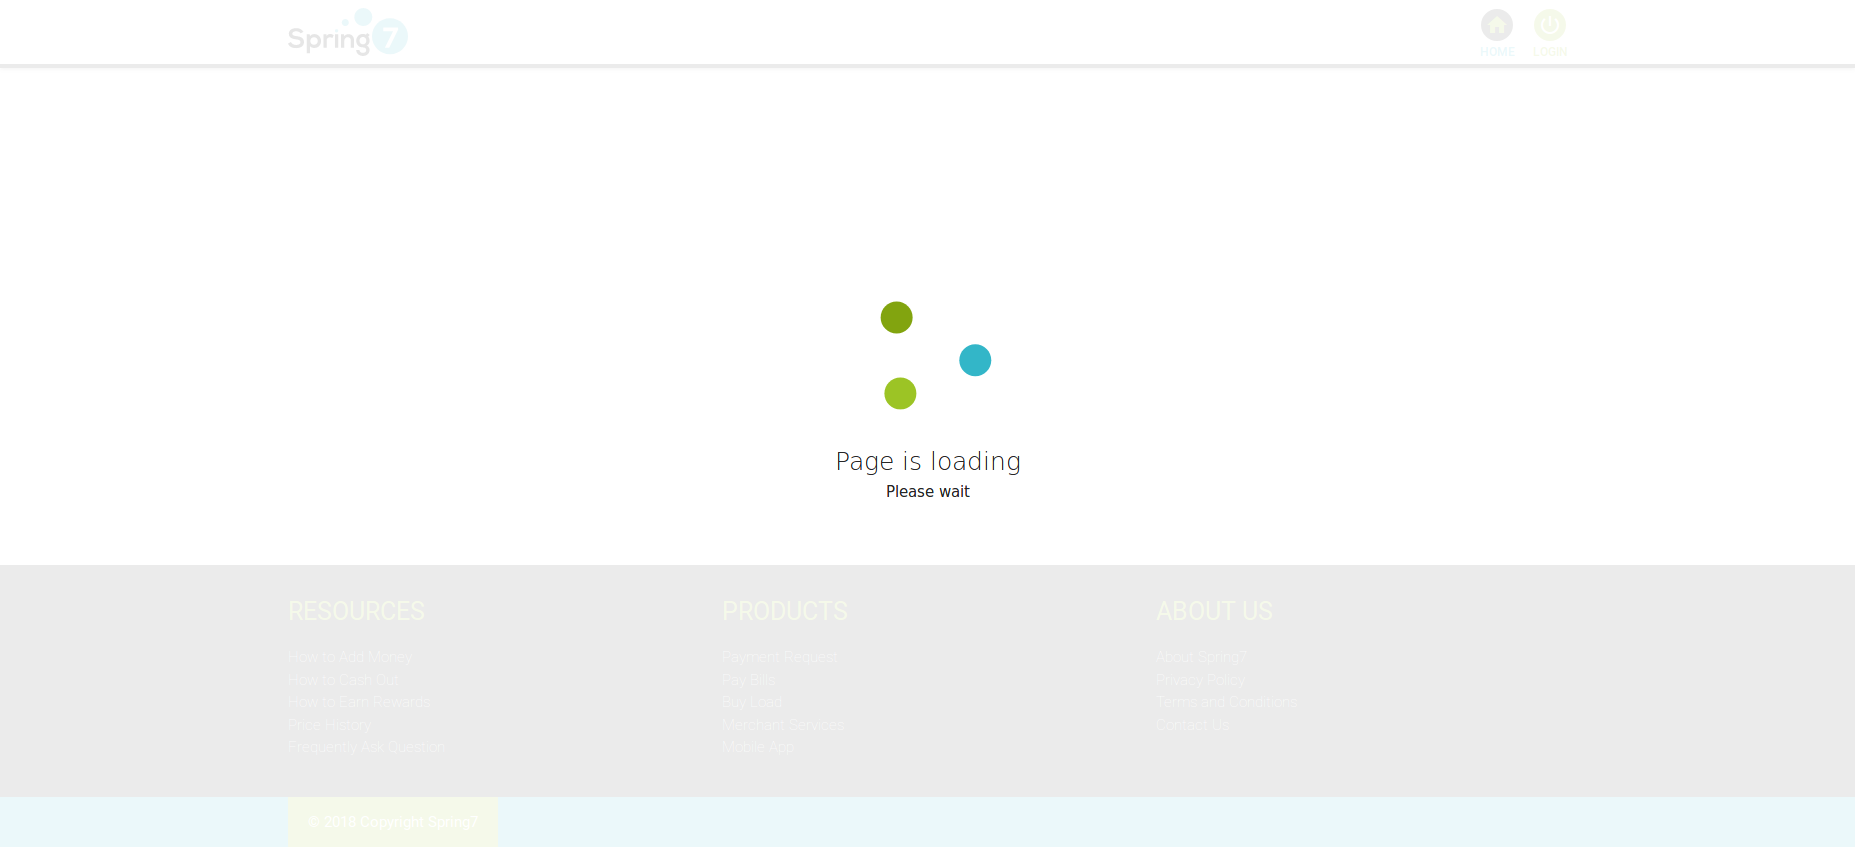 Spring7
HOME
LOGIN
Page is loading
Please wait
RESOURCES
How to Add Money
How to Cash Out
How to Earn Rewards
Price History
Frequently Ask Question
PRODUCTS
Payment Request
Pay Bills
Buy Load
Merchant Services
Mobile App
ABOUT US
About Spring7
Privacy Policy
Terms and Conditions
Contact Us
© 2018 Copyright Spring7